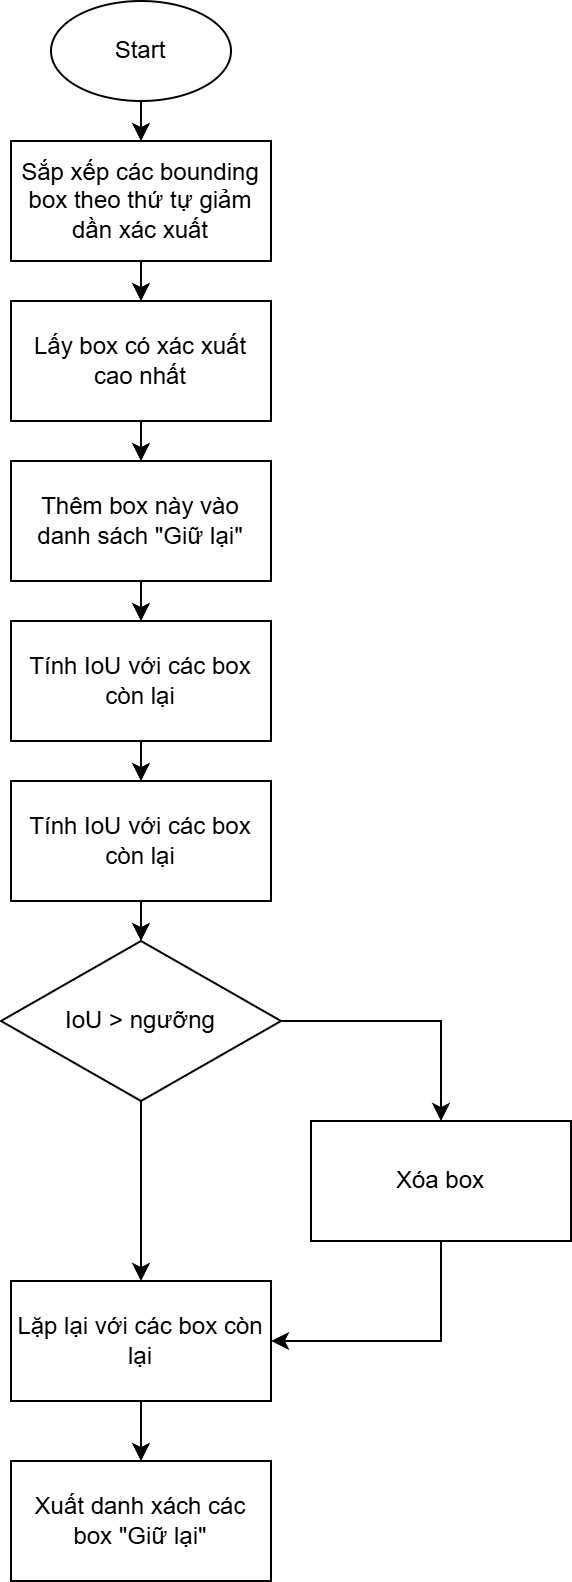 Start
Sắp xếp các bounding
box theo thứ tự giảm
dần xác xuất
Lấy box có xác xuất
cao nhất
Thêm box này vào
danh sách "Giữ lại"
Tính IoU với các box
còn lại
Tính IoU với các box
còn lại
IoU > ngưỡng
Xóa box
Lặp lại với các box còn
lại
Xuất danh xách các
box "Giữ lại"